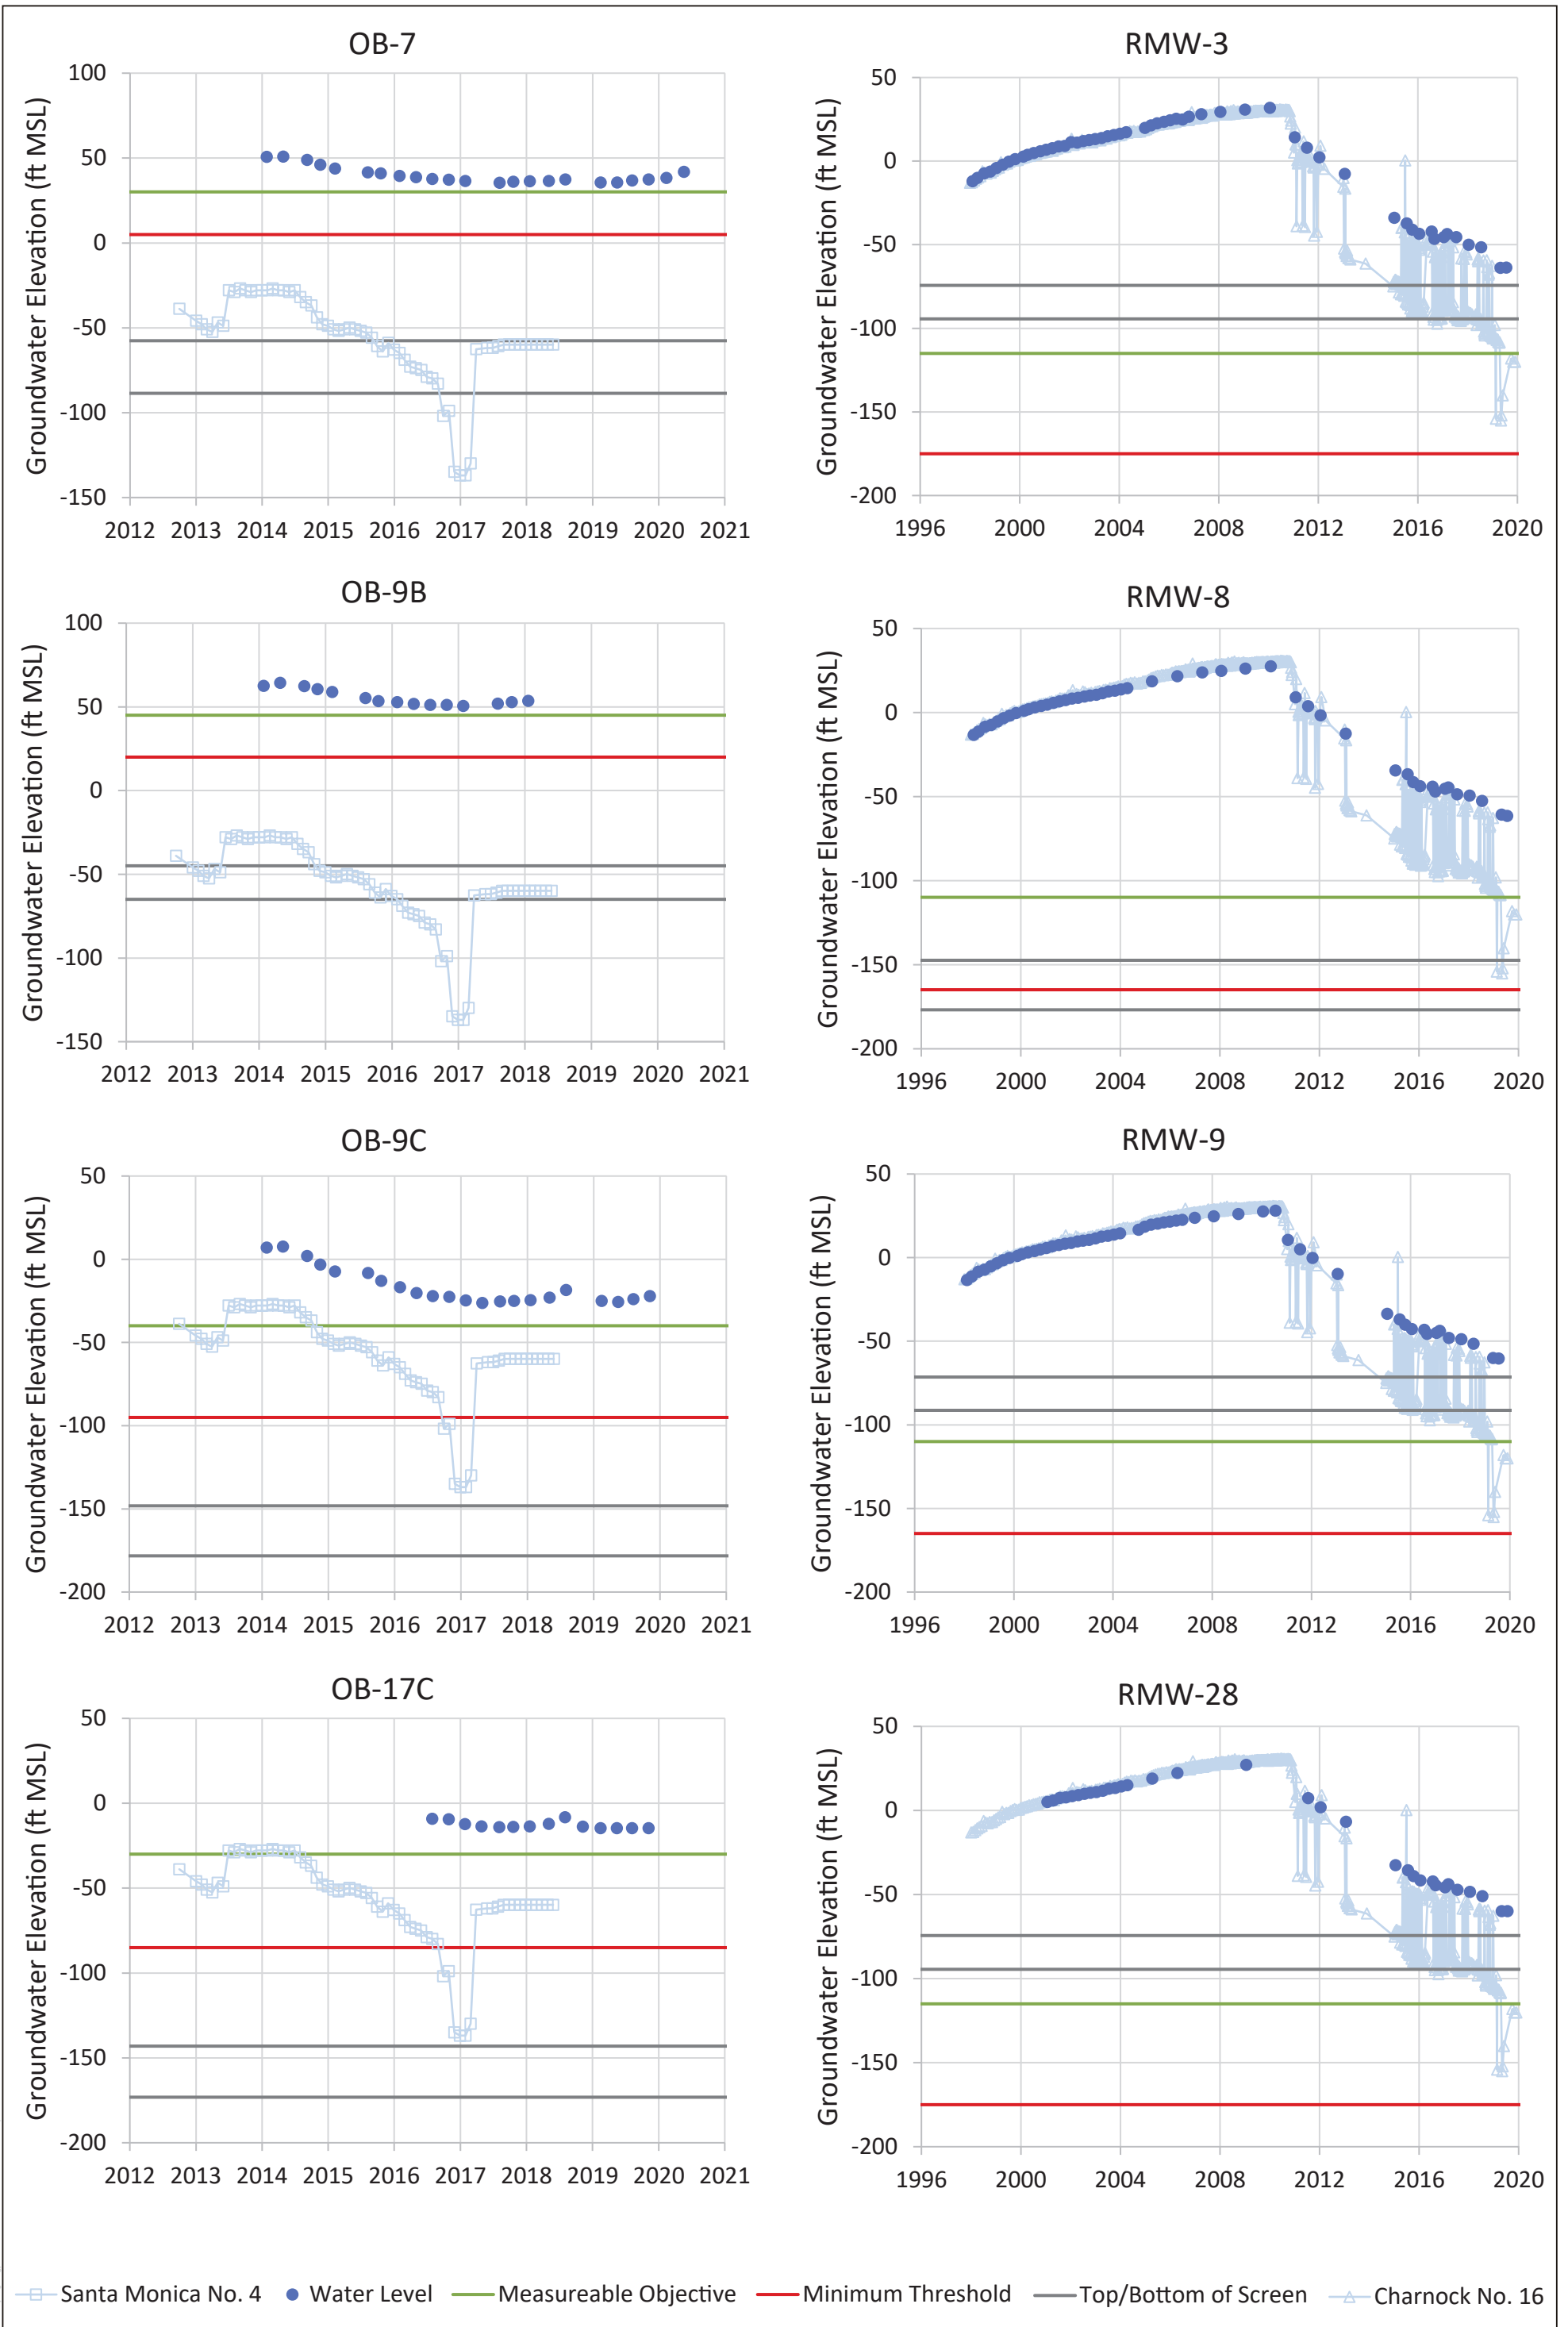 OB-7
Groundwater Elevation (ft MSL)
100
50
0
-50
-100
-150
2012 2013 2014 2015 2016 2017 2018 2019 2020 2021
RMW-3
Groundwater Elevation (ft MSL)
50
0
-50
-100
-150
-200
1996 2000 2004 2008 2012 2016 2020
OB-9B
Groundwater Elevation (ft MSL)
100
50
0
-50
-100
-150
2012 2013 2014 2015 2016 2017 2018 2019 2020 2021
RMW-8
Groundwater Elevation (ft MSL)
50
0
-50
-100
-150
-200
1996 2000 2004 2008 2012 2016 2020
OB-9C
Groundwater Elevation (ft MSL)
50
0
-50
-100
-150
-200
2012 2013 2014 2015 2016 2017 2018 2019 2020 2021
RMW-9
Groundwater Elevation (ft MSL)
50
0
-50
-100
-150
-200
1996 2000 2004 2008 2012 2016 2020
OB-17C
Groundwater Elevation (ft MSL)
50
0
-50
-100
-150
-200
2012 2013 2014 2015 2016 2017 2018 2019 2020 2021
RMW-28
Groundwater Elevation (ft MSL)
50
0
-50
-100
-150
-200
1996 2000 2004 2008 2012 2016 2020
Santa Monica No. 4 Water Level Measureable Objective Minimum Threshold Top/Bottom of Screen Charnock No. 16